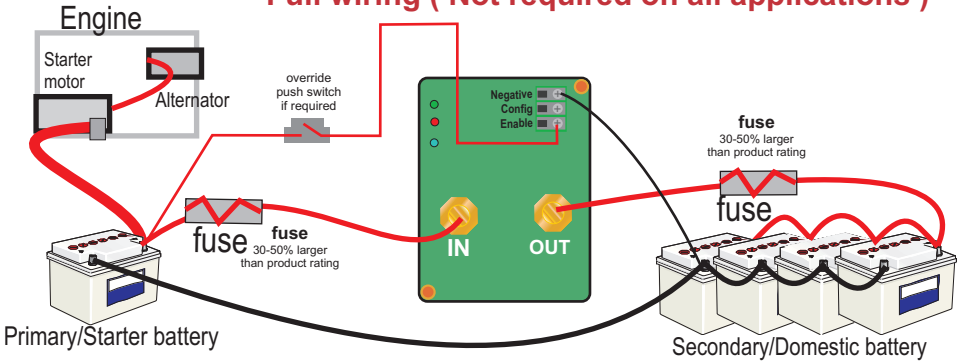 Full wiring ( Not required on all applications )
Engine
Starter
motor
Alternator
override
push switch
if required
Negative
Config
Enable
fuse
30-50% larger
than product rating
fuse
fuse
fuse
30-50% larger
than product rating
IN
OUT
Primary/Starter battery
Secondary/Domestic battery